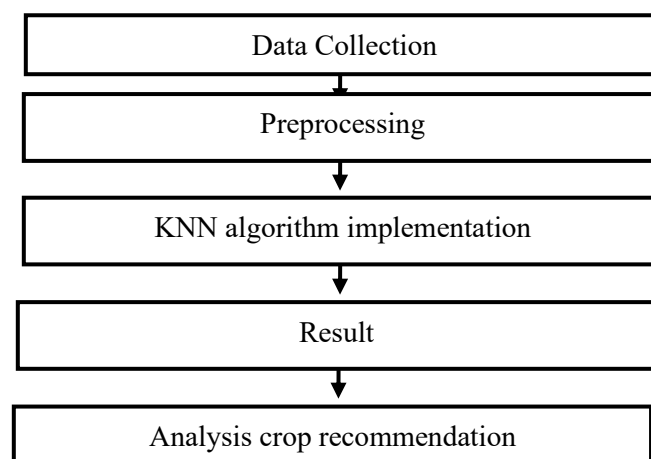 Data Collection
Preprocessing
KNN algorithm implementation
Result
Analysis crop recommendation